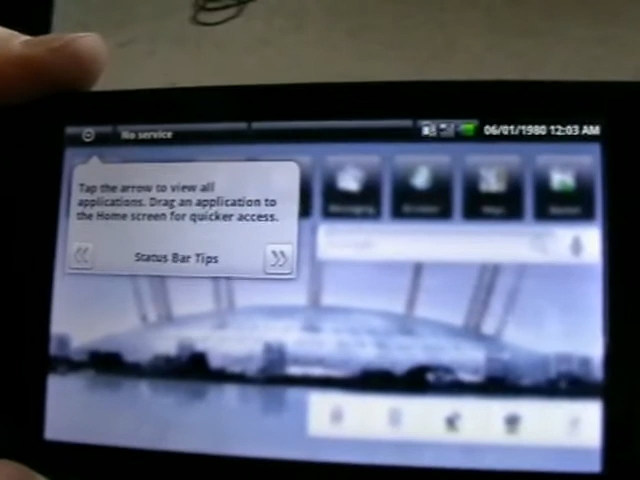 No service
06/01/1980 12:03 AM
Tap the arrow to view all
applications. Drag an application to
the Home screen for quicker access.
Status Bar Tips
Messaging